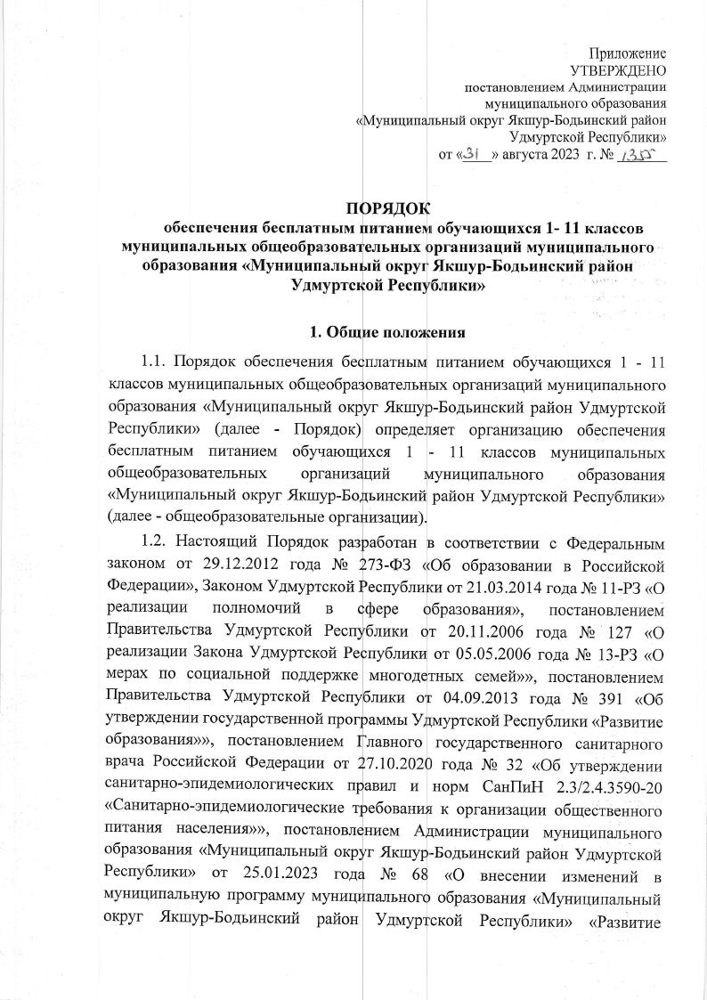 Приложение
УТВЕРЖДЕНО
постановлением Администрации
муниципального образования
«Муниципальный округ Якшур-Бодьинский район
Удмуртской Республики»
от «31» августа 2023 г. № 1355
ПОРЯДОК
обеспечения бесплатным питанием обучающихся 1- 11 классов
муниципальных общеобразовательных организаций муниципального
образования «Муниципальный округ Якшур-Бодьинский район
Удмуртской Республики»
1. Общие положения
1.1. Порядок обеспечения бесплатным питанием обучающихся 1 - 11
классов муниципальных общеобразовательных организаций муниципального
образования «Муниципальный округ Якшур-Бодьинский район Удмуртской
Республики» (далее - Порядок) определяет организацию обеспечения
бесплатным питанием обучающихся 1 - 11 классов муниципальных
общеобразовательных организаций муниципального образования
«Муниципальный округ Якшур-Бодьинский район Удмуртской Республики»
(далее - общеобразовательные организации).
1.2. Настоящий Порядок разработан в соответствии с Федеральным
законом от 29.12.2012 года № 273-ФЗ «Об образовании в Российской
Федерации», Законом Удмуртской Республики от 21.03.2014 года № 11-РЗ «О
реализации полномочий в сфере образования», постановлением
Правительства Удмуртской Республики от 20.11.2006 года № 127 «О
реализации Закона Удмуртской Республики от 05.05.2006 года № 13-РЗ «О
мерах по социальной поддержке многодетных семей»», постановлением
Правительства Удмуртской Республики от 04.09.2013 года № 391 «Об
утверждении государственной программы Удмуртской Республики «Развитие
образования»», постановлением Главного государственного санитарного
врача Российской Федерации от 27.10.2020 года № 32 «Об утверждении
санитарно-эпидемиологических правил и норм СанПиН 2.3/2.4.3590-20
«Санитарно-эпидемиологические требования к организации общественного
питания населения»», постановлением Администрации муниципального
образования «Муниципальный округ Якшур-Бодьинский район Удмуртской
Республики» от 25.01.2023 года № 68 «О внесении изменений в
муниципальную программу муниципального образования «Муниципальный
округ Якшур-Бодьинский район Удмуртской Республики» «Развитие